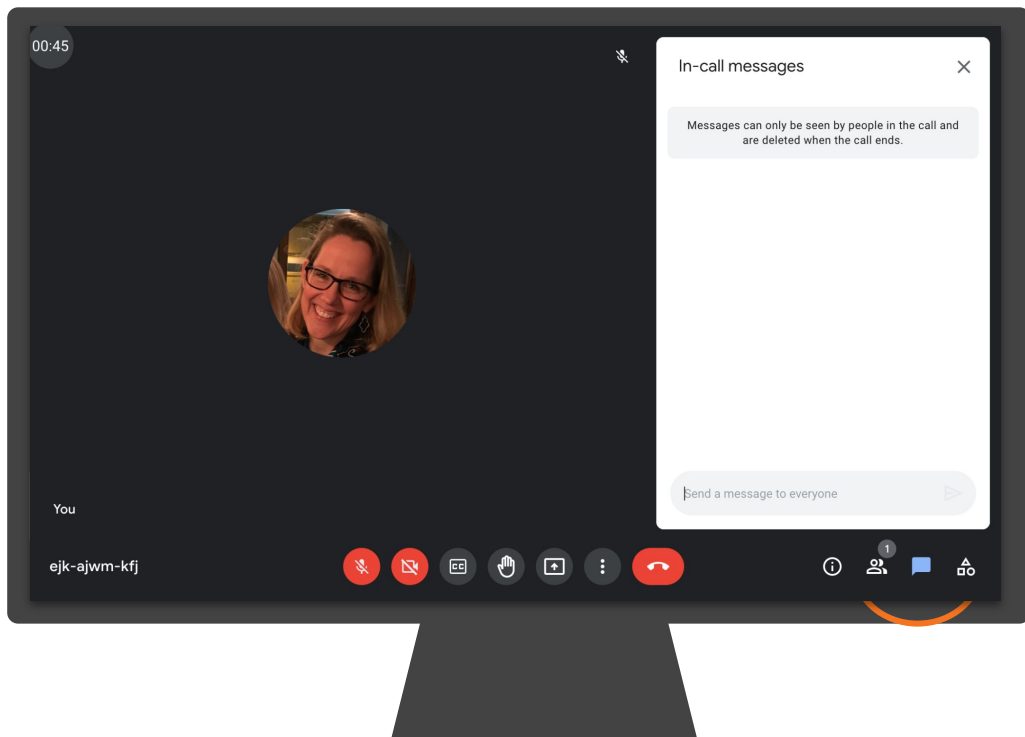 00:45
In-call messages
Messages can only be seen by people in the call and
are deleted when the call ends.
Send a message to everyone
You
ejk-ajwm-kfj
CC
1